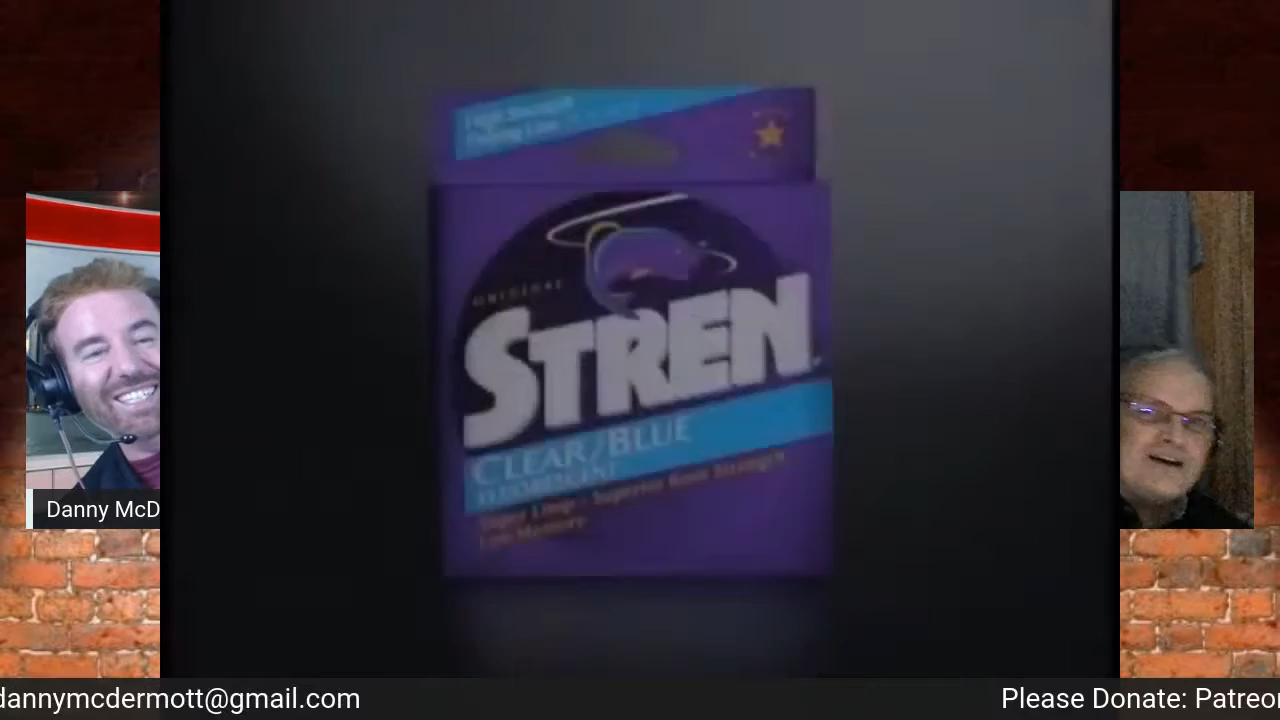 High Strength
Fishing Line
ORIGINAL
STREN
CLEAR/BLUE
FLUORESCENT
Superior Knot Strength
Low Memory
Danny McD
dannymcdermott@gmail.com
Please Donate: Patreon